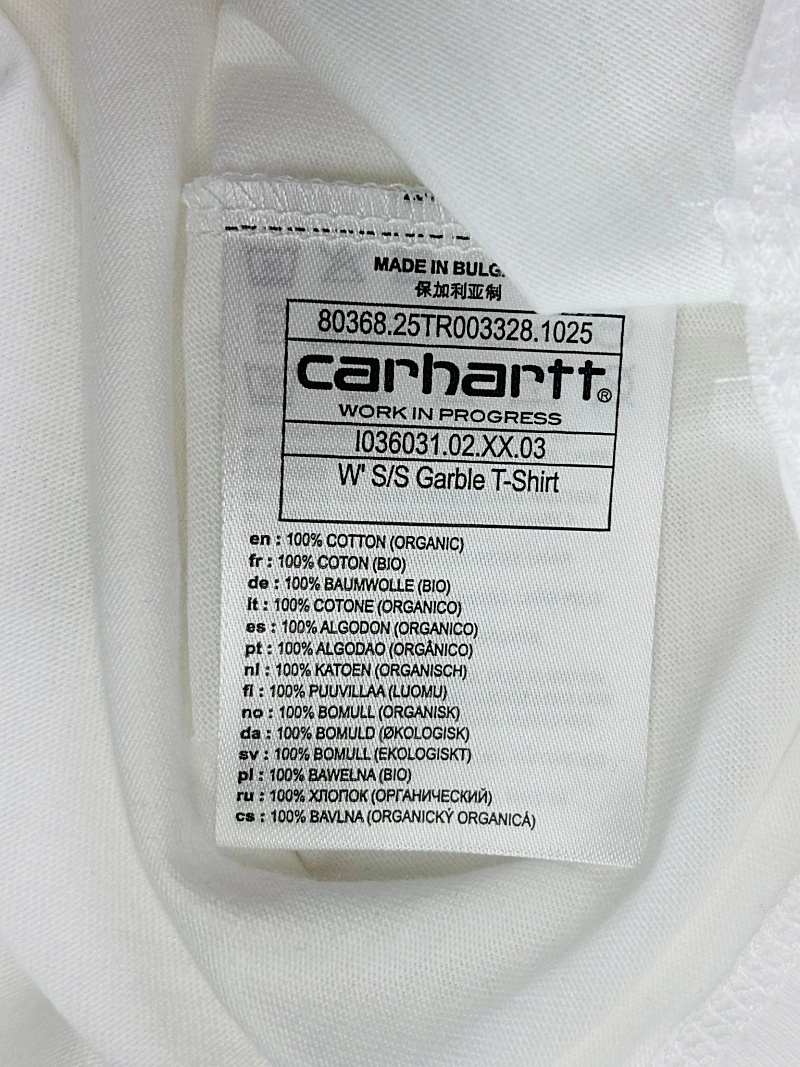 MADE IN BULG
保加利亚制
80368.25TR003328.1025
carhartt®
WORK IN PROGRESS
I036031.02.XX.03
W' S/S Garble T-Shirt
en : 100% COTTON (ORGANIC)
fr : 100% COTON (BIO)
de : 100% BAUMWOLLE (BIO)
it : 100% COTONE (ORGANICO)
es : 100% ALGODON (ORGANICO)
pt : 100% ALGODAO (ORGÂNICO)
nl : 100% KATOEN (ORGANISCH)
fi : 100% PUUVILLAA (LUOMU)
no : 100% BOMULL (ORGANISK)
da : 100% BOMULD (ØKOLOGISK)
sv : 100% BOMULL (EKOLOGISKT)
pl : 100% BAWEŁNA (BIO)
ru : 100% ХЛОПОК (ОРГАНИЧЕСКИЙ)
cs : 100% BAVLNA (ORGANICKÝ ORGANICÁ)